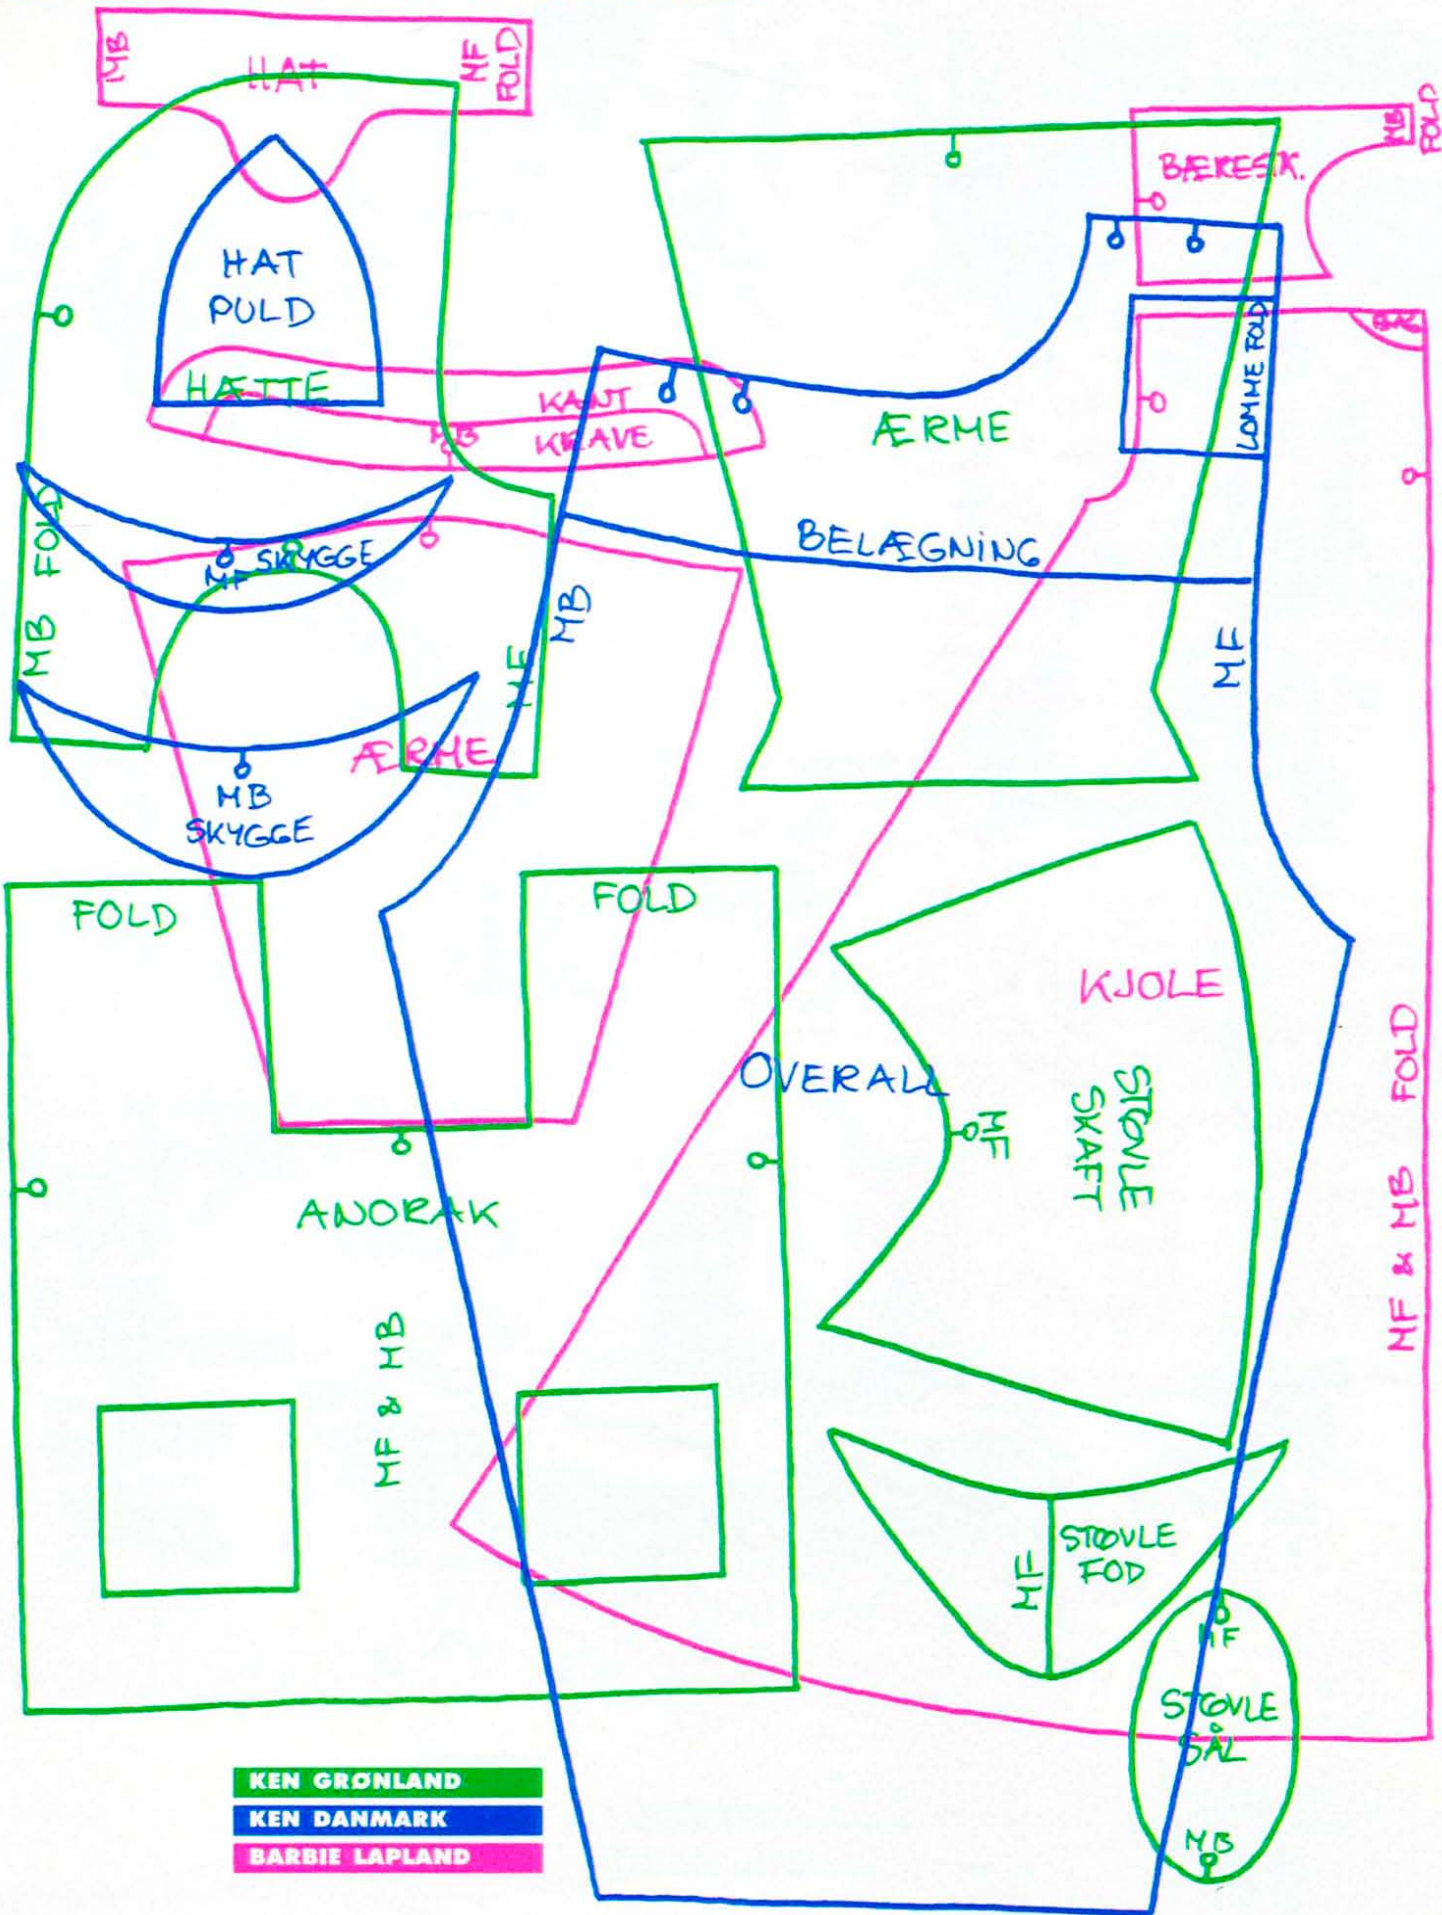 MB
HAT
MF
FOLD
MB
FOLD
BÆRESTK.
HAT
PULD
LOMME FOLD
HÆTTE
KANT
MB
KRAVE
ÆRME
FOLD
MB
SKYGGE
MF
BELÆGNING
MB
MF
MF
ÆRME
MB
SKYGGE
FOLD
FOLD
KJOLE
OVERALL
STØVLE
SKAFT
MF
ANORAK
MF & MB FOLD
MF & MB
STØVLE
FOD
MF
MF
STØVLE
SÅL
MB
KEN GRØNLAND
KEN DANMARK
BARBIE LAPLAND